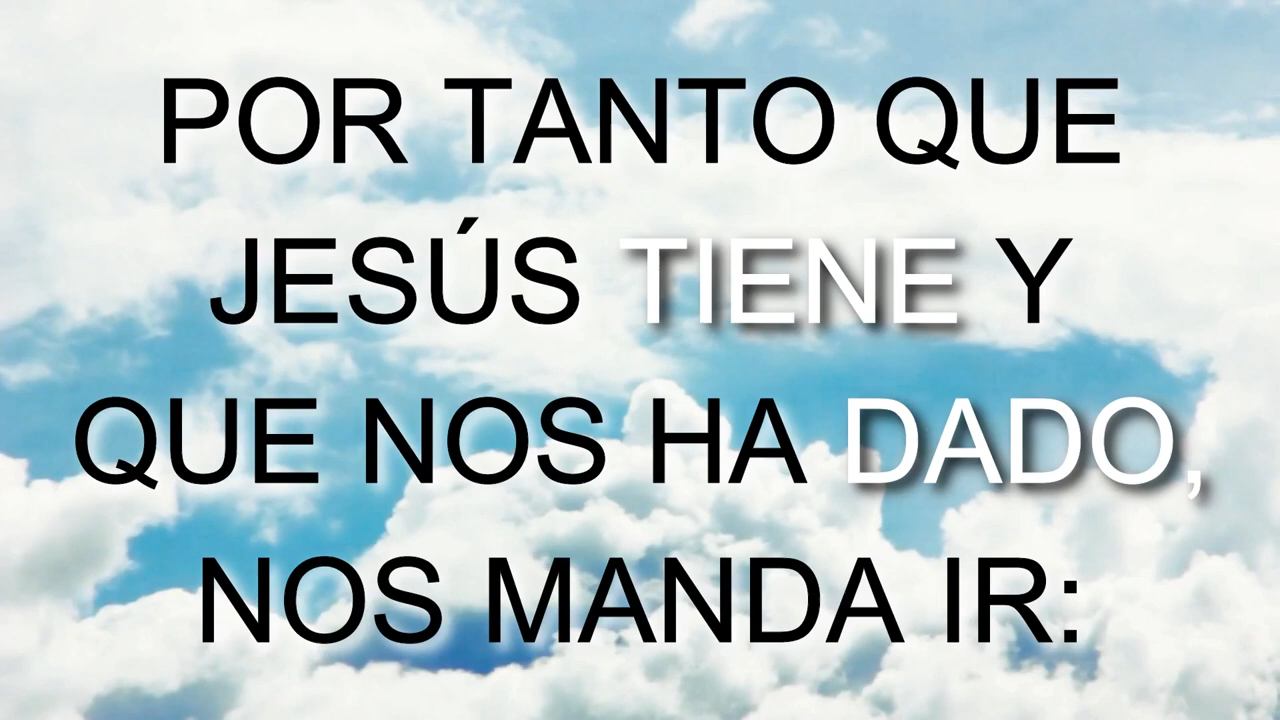 POR TANTO QUE
JESÚS TIENE Y
QUE NOS HA DADO,
NOS MANDA IR: